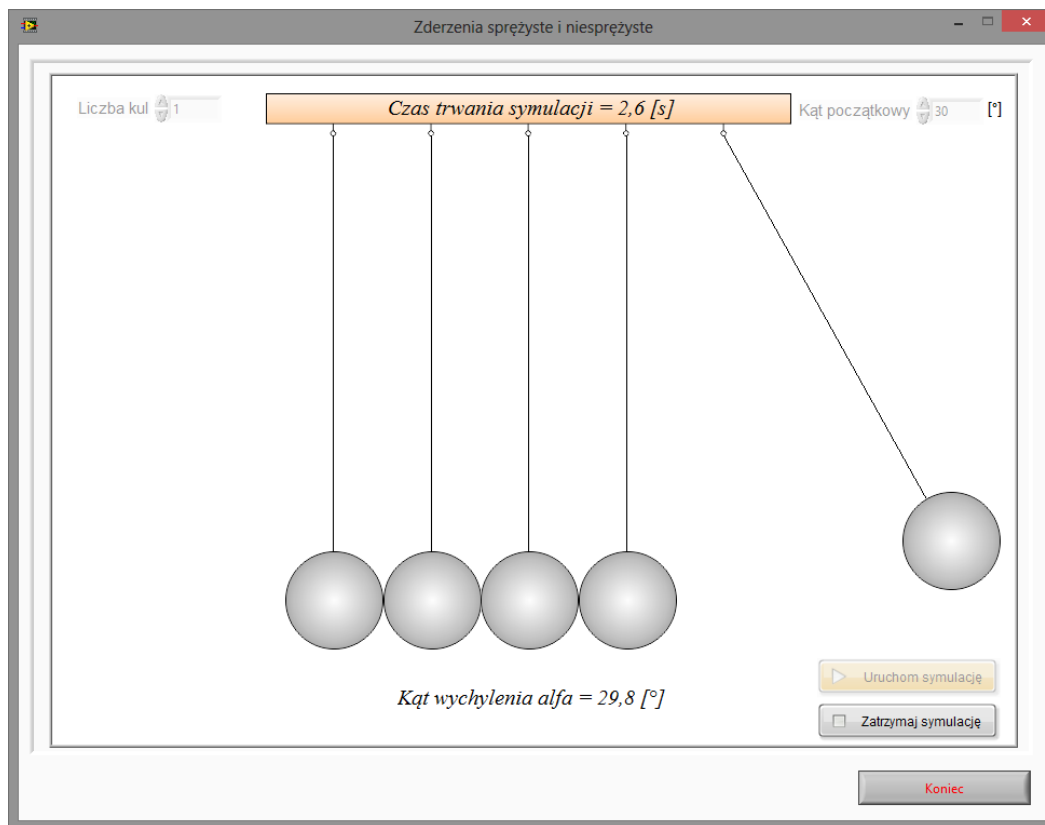 Zderzenia sprężyste i niesprężyste
Liczba kul 1
Czas trwania symulacji = 2,6 [s]
Kąt początkowy 30 [°]
Kąt wychylenia alfa = 29,8 [°]
Uruchom symulację
Zatrzymaj symulację
Koniec